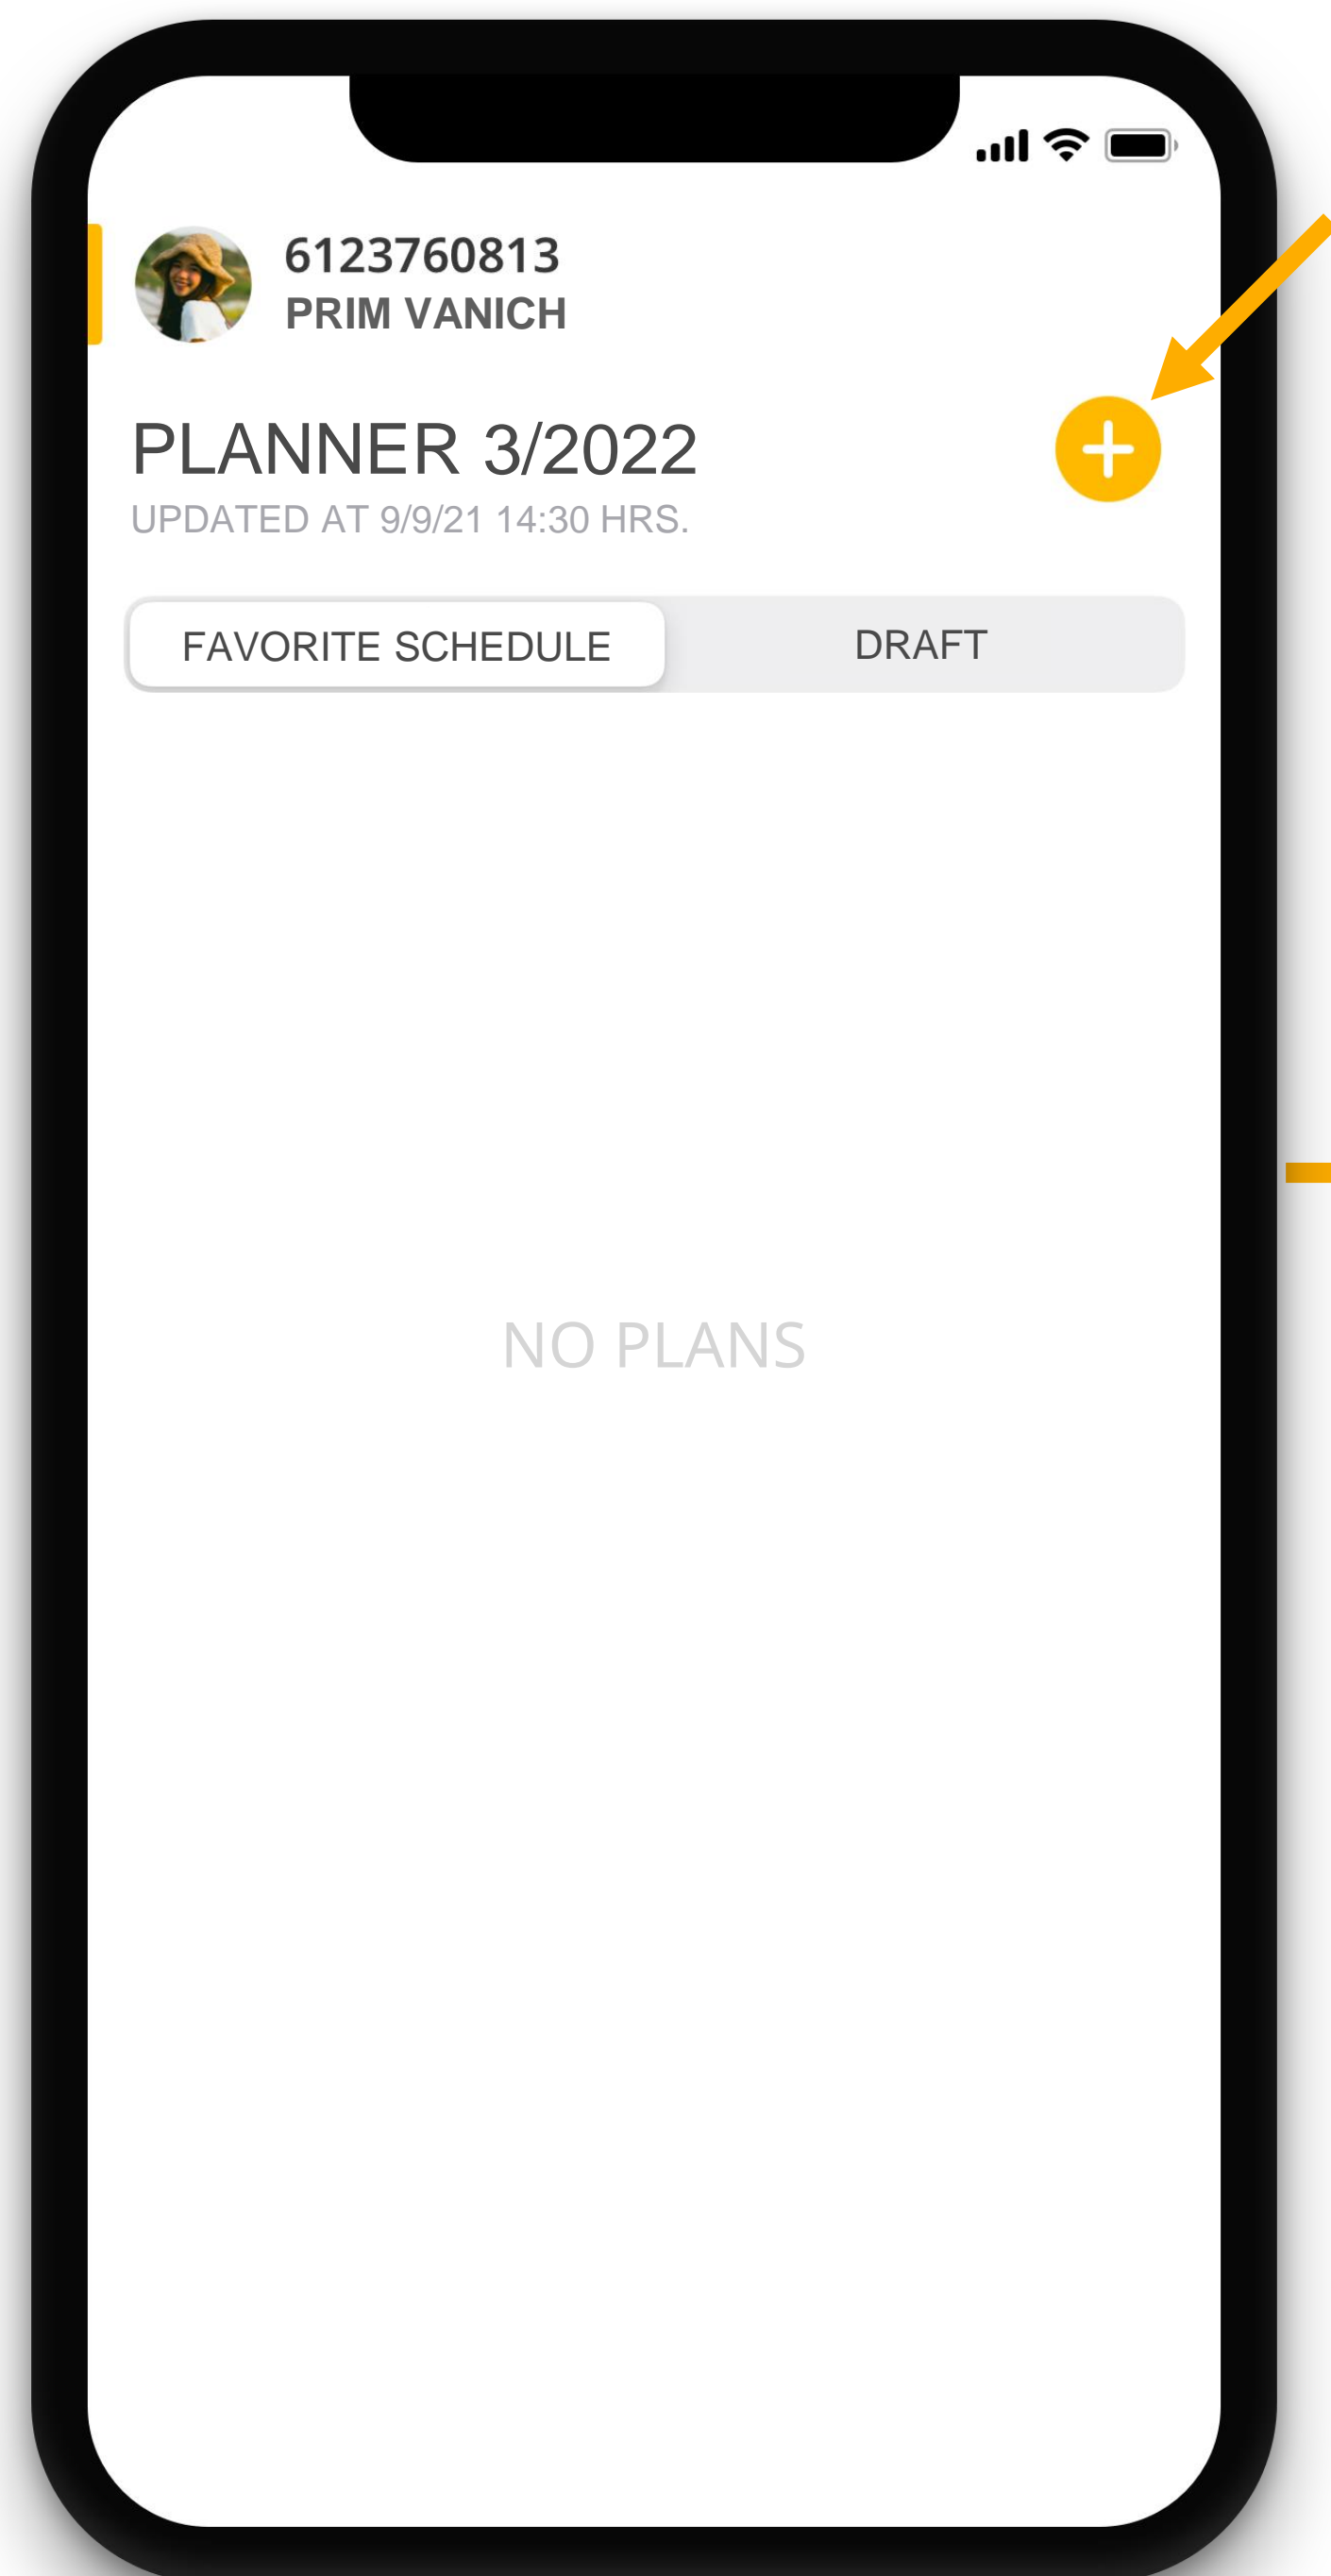 6123760813
PRIM VANICH
PLANNER 3/2022
UPDATED AT 9/9/21 14:30 HRS.
FAVORITE SCHEDULE
DRAFT
NO PLANS